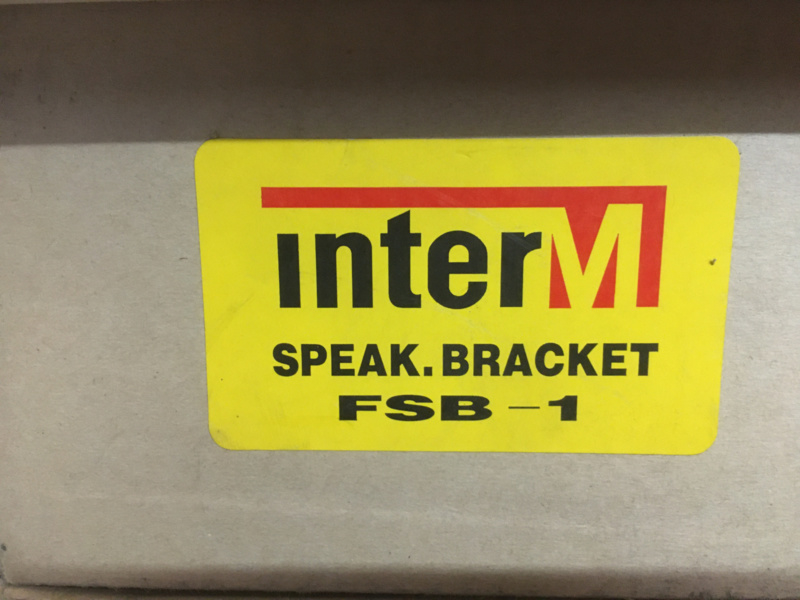 interM
SPEAK. BRACKET
FSB-1